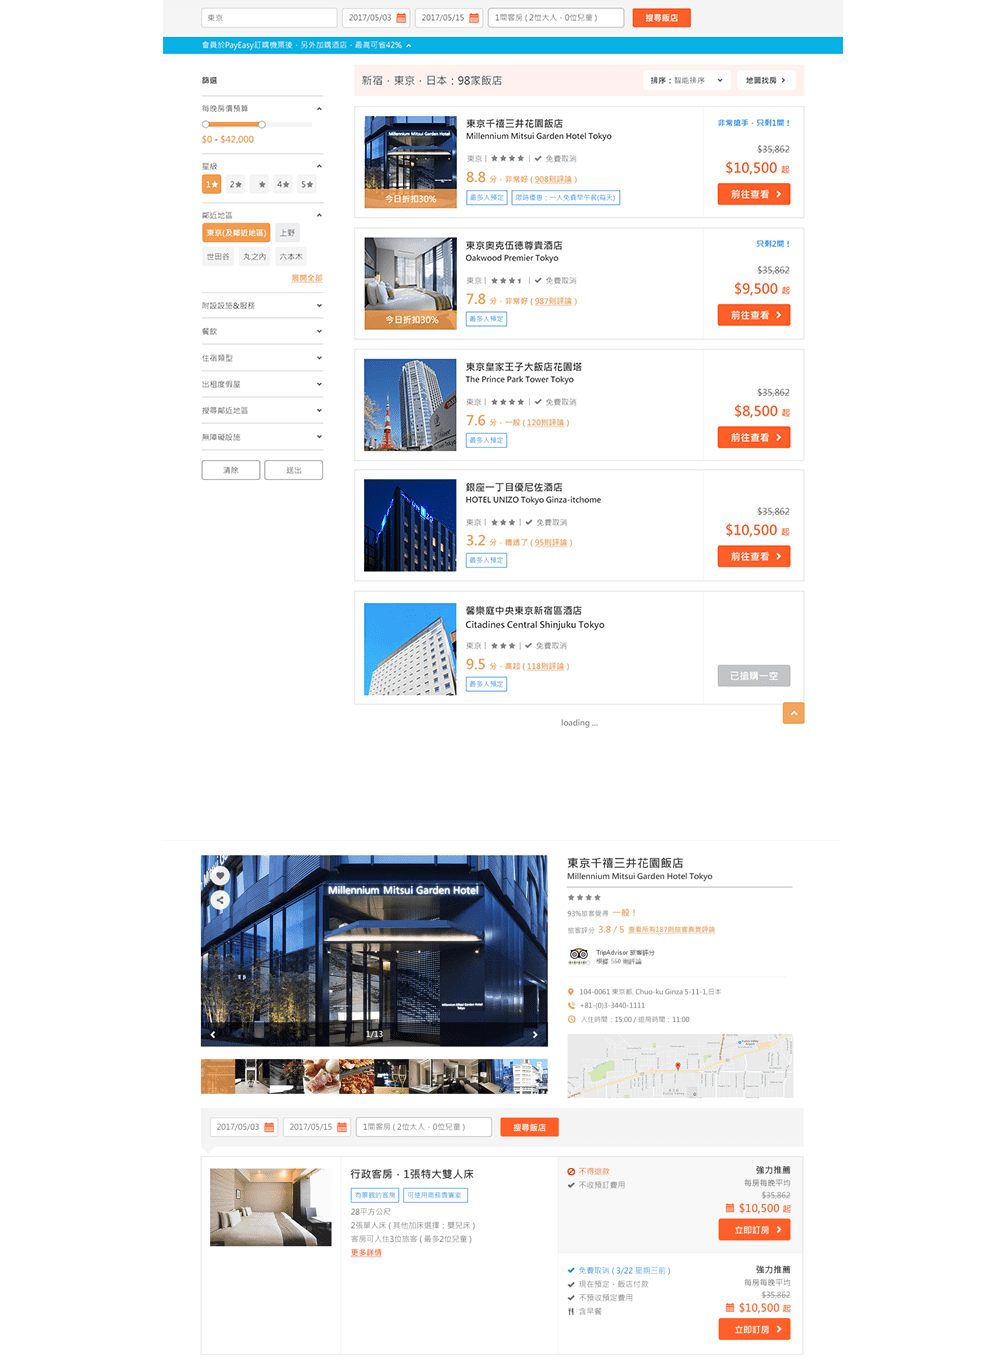 東京
2017/05/03
2017/05/15
1間客房 ( 2位大人，0位兒童 )
搜尋飯店
會員於PayEasy訂購機票後，另外加購酒店，最高可省42%
篩選
每晚房價預算
$0 - $42,000
星級
1★ 2★ ★ 4★ 5★
鄰近地區
東京(及鄰近地區) 上野
世田谷 丸之內 六本木
展開全部
附設設施&服務
餐飲
住宿類型
出租度假屋
搜尋鄰近地區
無障礙設施
清除 送出
新宿，東京，日本：98家飯店
排序：智能排序
地圖找房
Millennium Mitsui Garden Hotel
今日折扣30%
東京千禧三井花園飯店
Millennium Mitsui Garden Hotel Tokyo
東京 | ★★★★ | ✔ 免費取消
8.8 分 - 非常好 ( 908則評論 )
最多人預定 限時優惠：一人免費早午餐(每天)
非常搶手，只剩1間！
$35,862
$10,500 起
前往查看
今日折扣30%
東京奧克伍德尊貴酒店
Oakwood Premier Tokyo
東京 | ★★★ | ✔ 免費取消
7.8 分 - 非常好 ( 987則評論 )
最多人預定
只剩2間！
$35,862
$9,500 起
前往查看
東京皇家王子大飯店花園塔
The Prince Park Tower Tokyo
東京 | ★★★★ | ✔ 免費取消
7.6 分 - 一般 ( 120則評論 )
最多人預定
$35,862
$8,500 起
前往查看
UNIZO
銀座一丁目優尼佐酒店
HOTEL UNIZO Tokyo Ginza-itchome
東京 | ★★★ | ✔ 免費取消
3.2 分 - 糟透了 ( 95則評論 )
最多人預定
$35,862
$10,500 起
前往查看
馨樂庭中央東京新宿區酒店
Citadines Central Shinjuku Tokyo
東京 | ★★★ | ✔ 免費取消
9.5 分 - 高超 ( 118則評論 )
最多人預定
已搶購一空
loading ...
Millennium Mitsui Garden Hotel
Millennium Mitsui Garden Hotel
Tokyo
1/13
東京千禧三井花園飯店
Millennium Mitsui Garden Hotel Tokyo
★★★★
93%旅客覺得 一般！
旅客評分 3.8 / 5 查看所有187則旅客真實評論
TripAdvisor 旅客評分
根據 560 則評論
104-0061 東京都, Chuo-ku Ginza 5-11-1,日本
+81-(0)3-3440-1111
入住時間：15:00 / 退房時間：11:00
2017/05/03
2017/05/15
1間客房 ( 2位大人，0位兒童 )
搜尋飯店
行政客房，1張特大雙人床
有景觀的客房 可使用商務貴賓室
28平方公尺
2張單人床 ( 其他加床選擇：嬰兒床 )
客房可入住3位旅客 ( 最多2位兒童 )
更多詳情
不得退款
✔ 不收預訂費用
強力推薦
每房每晚平均
$35,862
$10,500 起
立即訂房
✔ 免費取消 ( 3/22 星期三前 )
✔ 現在預定，飯店付款
✔ 不預收預定費用
含早餐
強力推薦
每房每晚平均
$35,862
$10,500 起
立即訂房